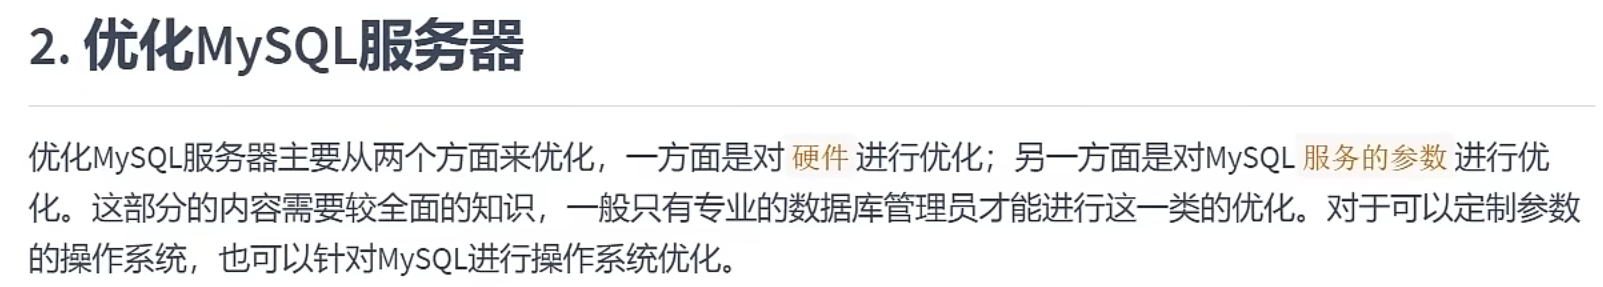 2. 优化MySQL服务器
优化MySQL服务器主要从两个方面来优化，一方面是对 硬件 进行优化；另一方面是对MySQL 服务的参数 进行优
化。这部分的内容需要较全面的知识，一般只有专业的数据库管理员才能进行这一类的优化。对于可以定制参数
的操作系统，也可以针对MySQL进行操作系统优化。